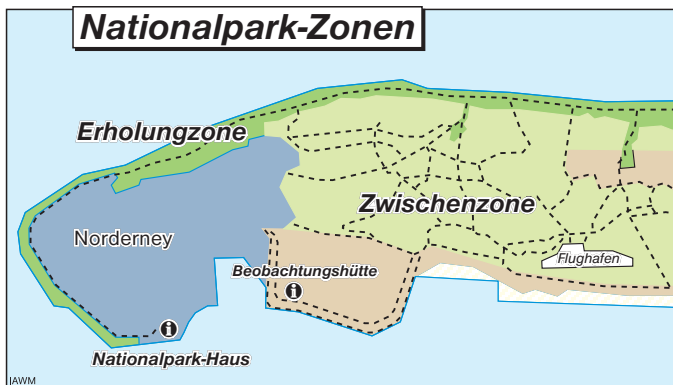 Nationalpark-Zonen
Erholungzone
Zwischenzone
Norderney
Flughafen
Beobachtungshütte
i
i
Nationalpark-Haus
IAWM